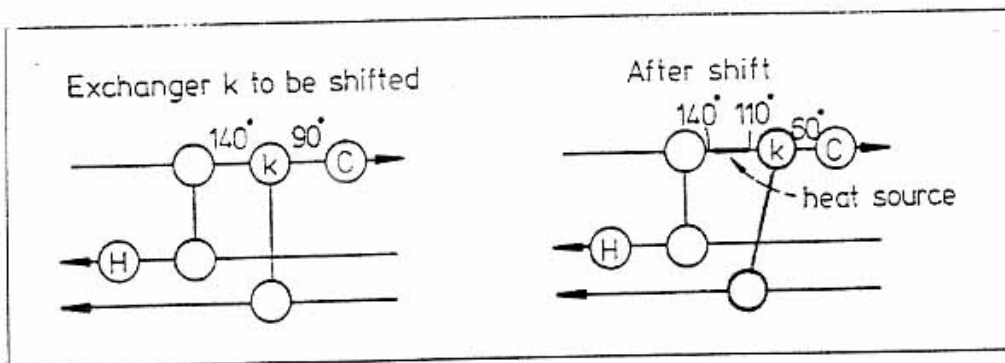 Exchanger k to be shifted
After shift
140° 90°
k C
H
140° 110° 60°
k C
heat source
H